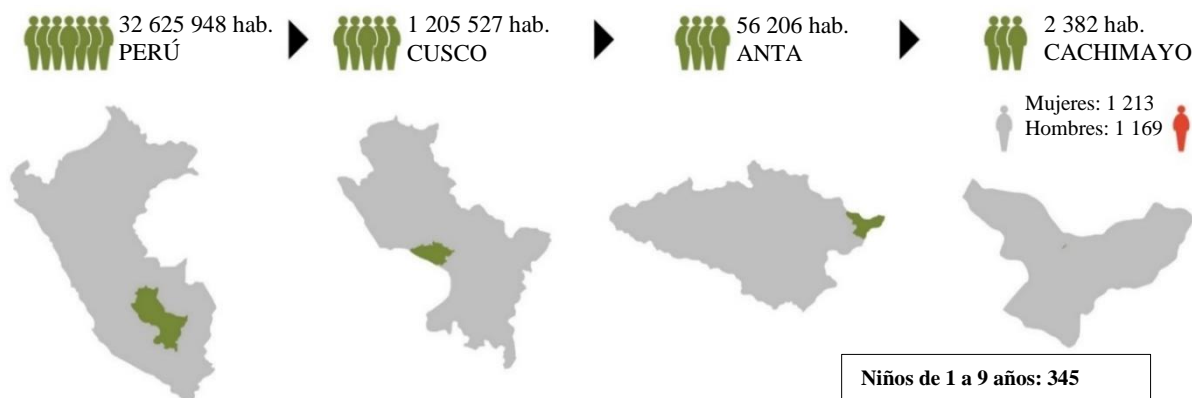 32 625 948 hab.
PERÚ
1 205 527 hab.
CUSCO
56 206 hab.
ANTA
2 382 hab.
CACHIMAYO
Mujeres: 1 213
Hombres: 1 169
Niños de 1 a 9 años: 345